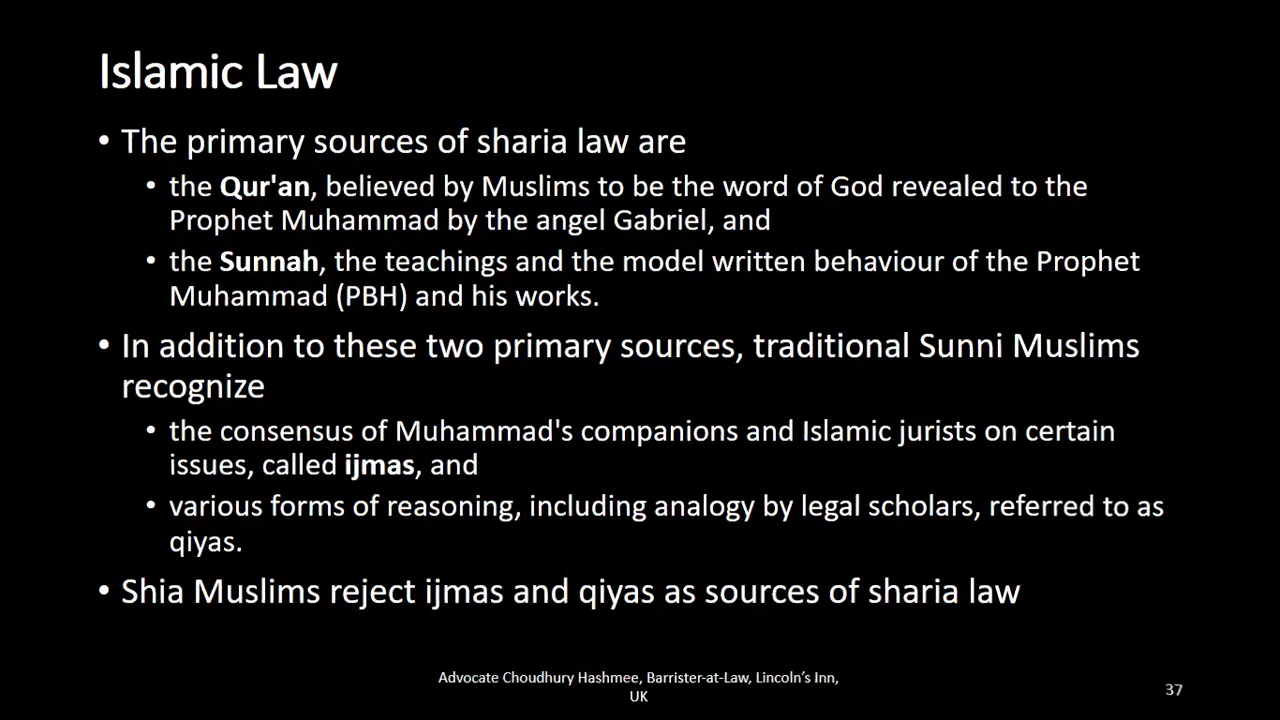 Islamic Law
• The primary sources of sharia law are
• the Qur'an, believed by Muslims to be the word of God revealed to the
Prophet Muhammad by the angel Gabriel, and
• the Sunnah, the teachings and the model written behaviour of the Prophet
Muhammad (PBH) and his works.
• In addition to these two primary sources, traditional Sunni Muslims
recognize
• the consensus of Muhammad's companions and Islamic jurists on certain
issues, called ijmas, and
• various forms of reasoning, including analogy by legal scholars, referred to as
qiyas.
• Shia Muslims reject ijmas and qiyas as sources of sharia law
Advocate Choudhury Hashmee, Barrister-at-Law, Lincoln’s Inn,
UK
37